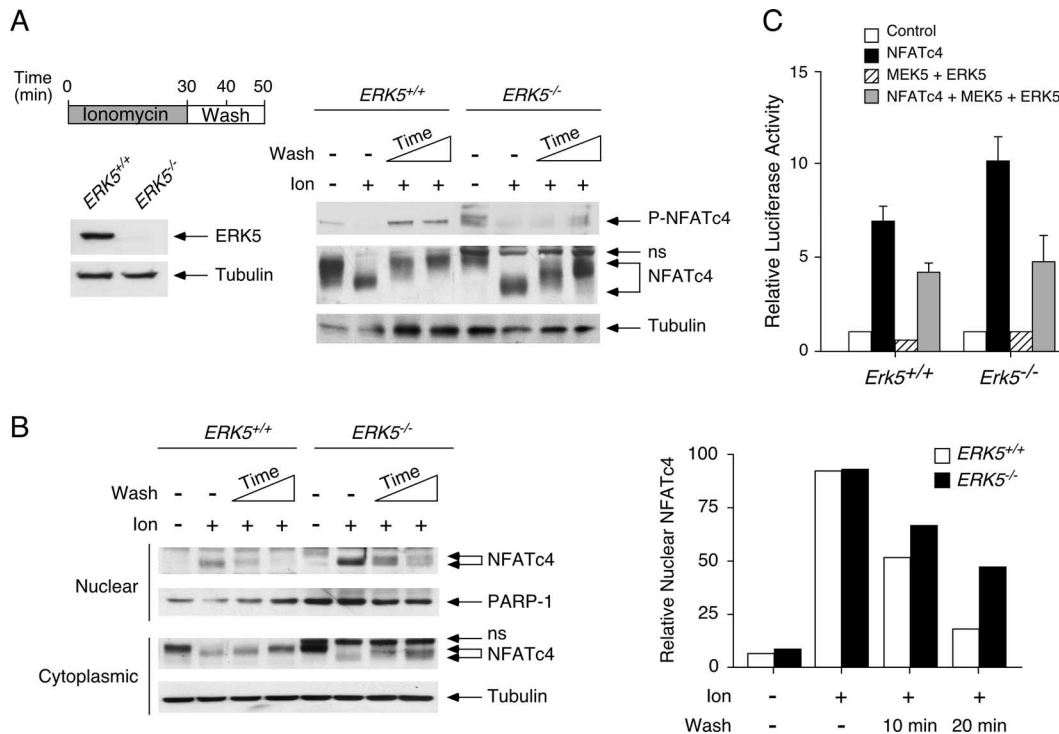 A
Time (min) 0 30 50
Ionomycin Wash
ERK5+/+ ERK5-/-
ERK5
Tubulin
ERK5+/+ ERK5-/-
Wash - - Time - - Time
Ion - + + + - + + +
P-NFATc4
ns
NFATc4
Tubulin
B
ERK5+/+ ERK5-/-
Wash - - Time - - Time
Ion - + + + - + + +
Nuclear
NFATc4
PARP-1
Cytoplasmic
ns
NFATc4
Tubulin
C
Control
NFATc4
MEK5 + ERK5
NFATc4 + MEK5 + ERK5
Relative Luciferase Activity
15
10
5
0
Erk5+/+ Erk5-/-
ERK5+/+
ERK5-/-
Relative Nuclear NFATc4
100
75
50
25
0
Ion - + + +
Wash - - 10 min 20 min